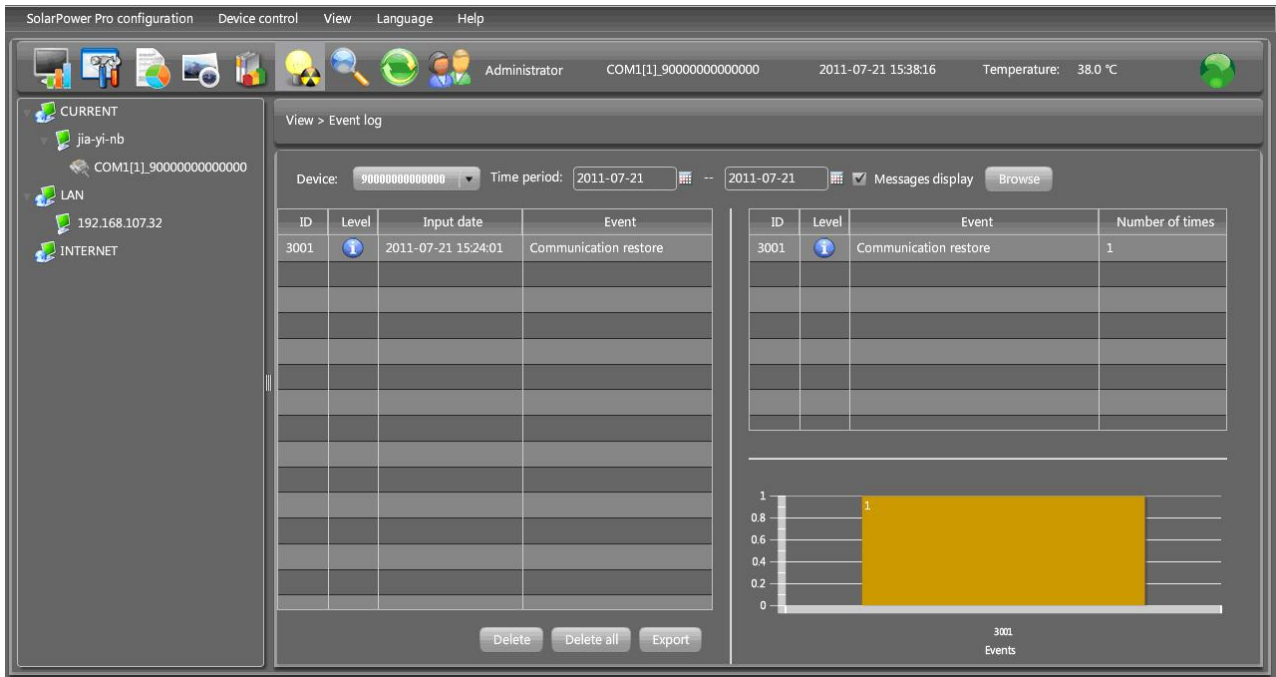 SolarPower Pro configuration Device control View Language Help
Administrator COM1[1]_90000000000000 2011-07-21 15:38:16 Temperature: 38.0 ℃
CURRENT
jia-yi-nb
COM1[1]_90000000000000
LAN
192.168.107.32
INTERNET
View > Event log
Device: 90000000000000 Time period: 2011-07-21 -- 2011-07-21 Messages display Browse
ID Level Input date Event
3001 2011-07-21 15:24:01 Communication restore
Delete Delete all Export
ID Level Event Number of times
3001 Communication restore 1
1
0.8
0.6
0.4
0.2
0
1
3001
Events